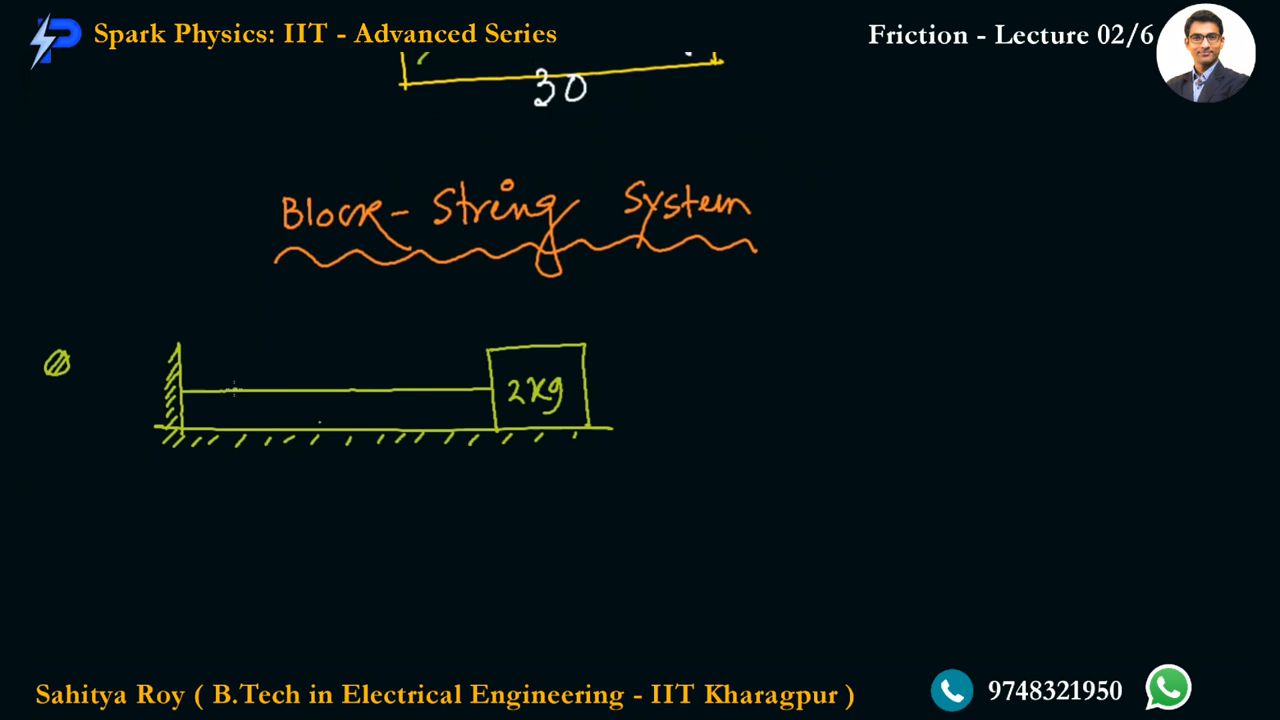 Spark Physics: IIT - Advanced Series
Friction - Lecture 02/6
30
Block- String System
2Kg
Sahitya Roy ( B.Tech in Electrical Engineering - IIT Kharagpur )
9748321950